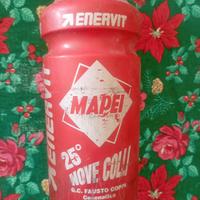 ENERVIT
MAPEI
25°
NOVE COLLI
G.C. FAUSTO COPPI
Cesenatico
ENERVIT